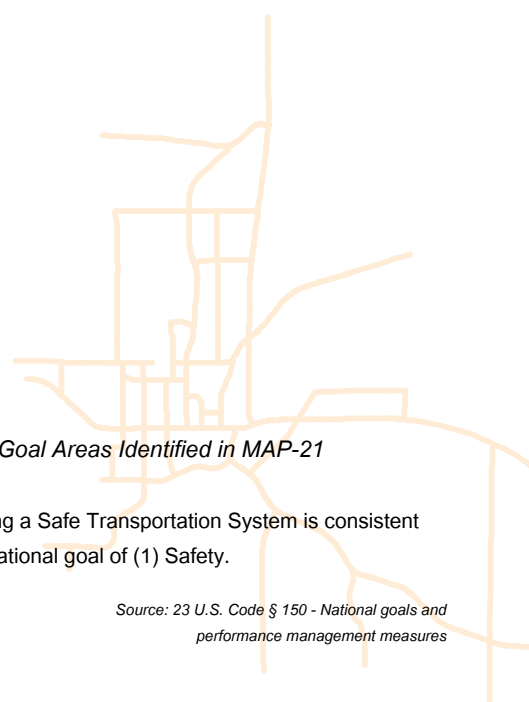 Goal Areas Identified in MAP-21
a Safe Transportation System is consistent
goal of (1) Safety.
Source: 23 U.S. Code § 150 - National goals and
performance management measures